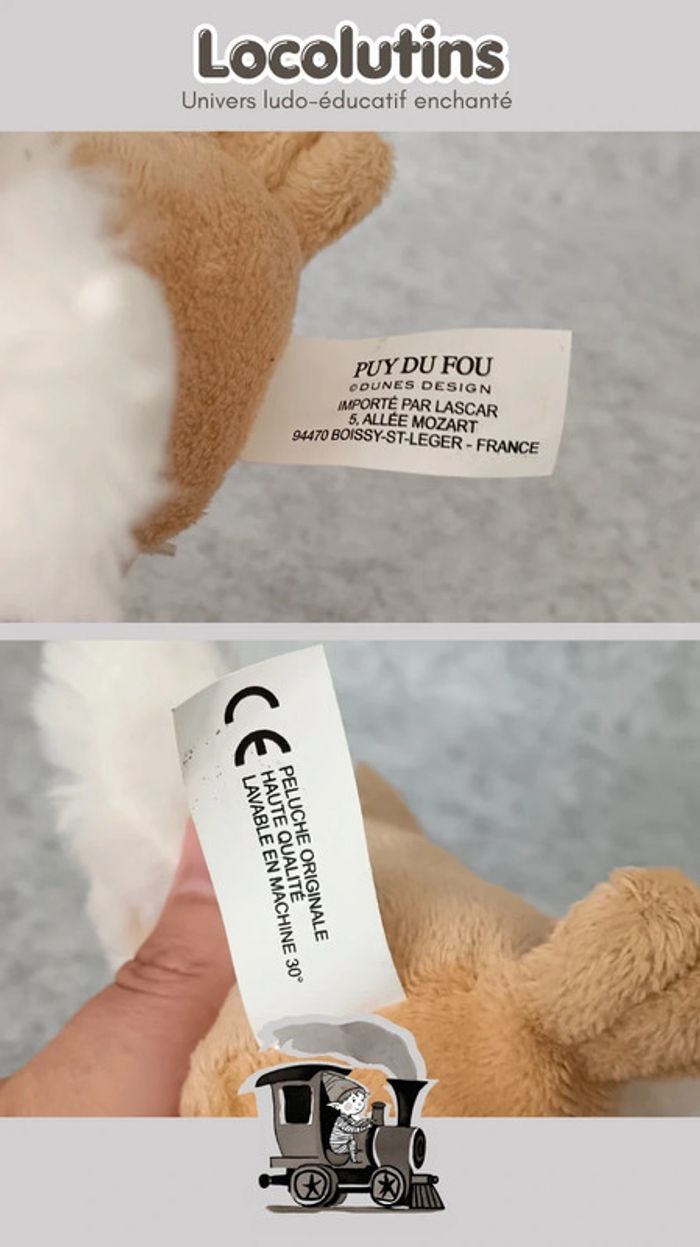 Locolutins
Univers ludo-éducatif enchanté
PUY DU FOU
©DUNES DESIGN
IMPORTÉ PAR LASCAR
5, ALLÉE MOZART
94470 BOISSY-ST-LEGER - FRANCE
CE
PELUCHE ORIGINALE
HAUTE QUALITÉ
LAVABLE EN MACHINE 30°